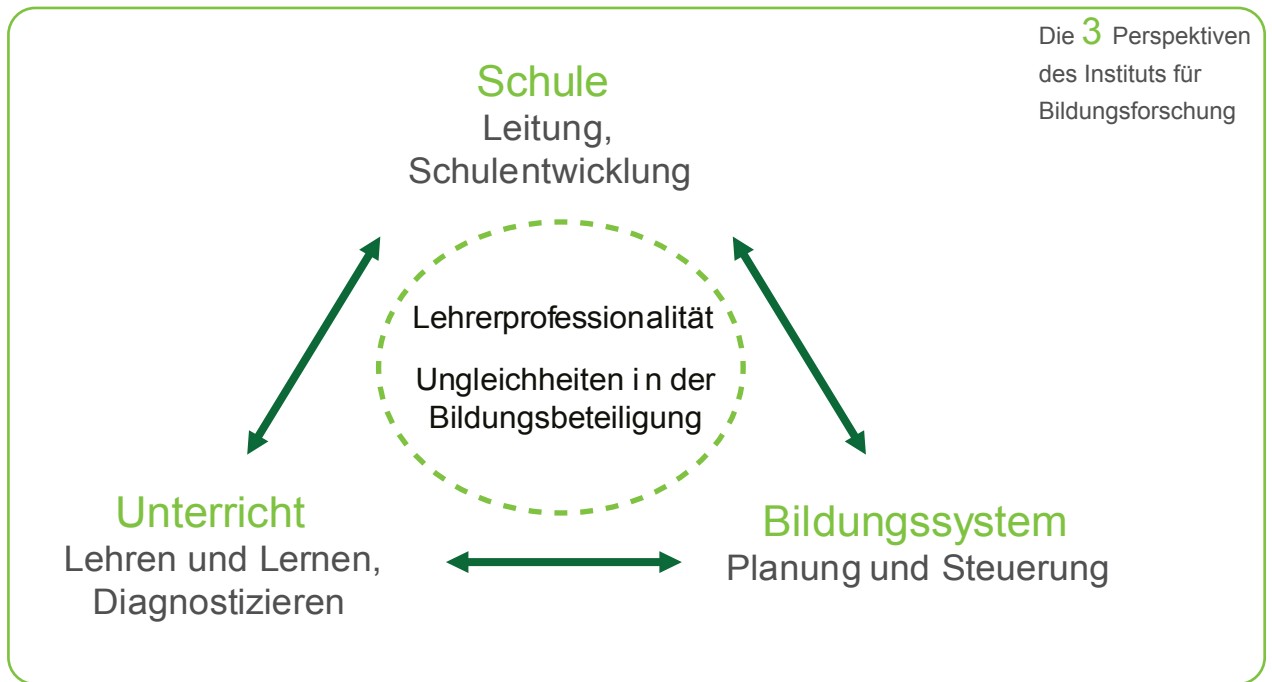 Die 3 Perspektiven
des Instituts für
Bildungsforschung
Schule
Leitung,
Schulentwicklung
Lehrerprofessionalität
Ungleichheiten in der
Bildungsbeteiligung
Unterricht
Lehren und Lernen,
Diagnostizieren
Bildungssystem
Planung und Steuerung